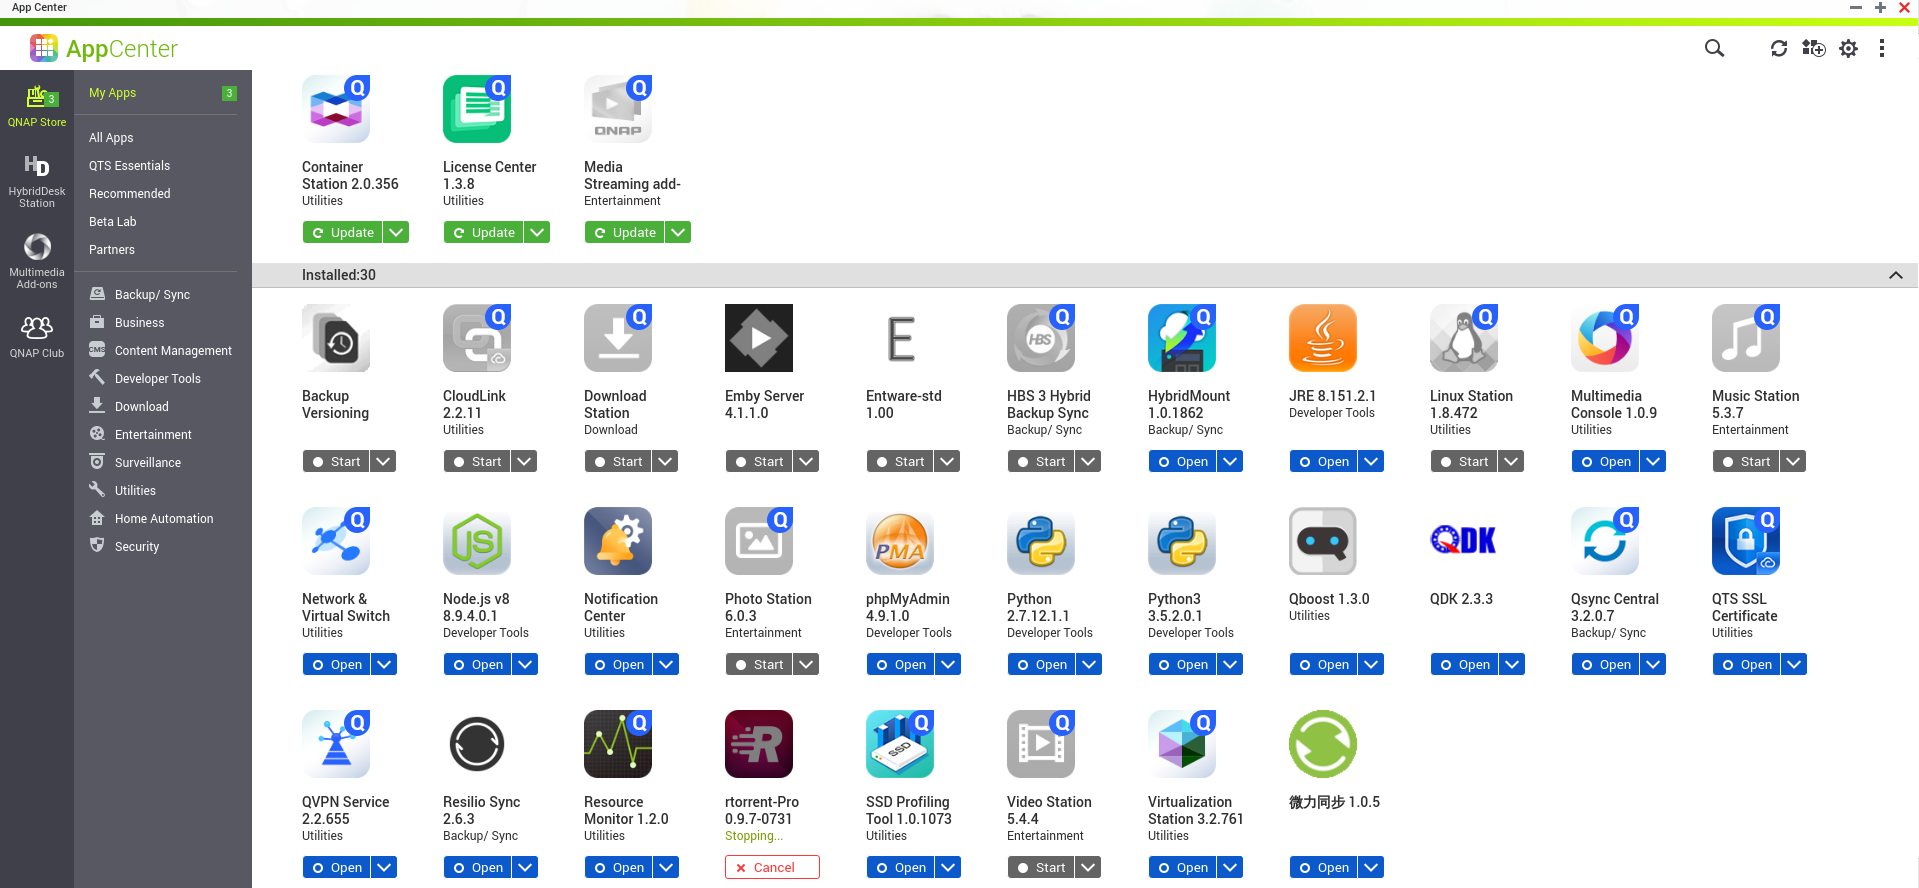 App Center
AppCenter
3
QNAP Store
HybridDesk
Station
Multimedia
Add-ons
QNAP Club
My Apps 3
All Apps
QTS Essentials
Recommended
Beta Lab
Partners
Backup/ Sync
Business
CMS Content Management
Developer Tools
Download
Entertainment
Surveillance
Utilities
Home Automation
Security
Q Q Q
QNAP
Container
Station 2.0.356
Utilities
Update
License Center
1.3.8
Utilities
Update
Media
Streaming add-
Entertainment
Update
Installed:30
Backup
Versioning
Start
Q
CloudLink
2.2.11
Utilities
Start
Q
Download
Station
Download
Start
Emby Server
4.1.1.0
Start
E
Entware-std
1.00
Start
Q
HBS
HBS 3 Hybrid
Backup Sync
Backup/ Sync
Start
Q
HybridMount
1.0.1862
Backup/ Sync
Open
JRE 8.151.2.1
Developer Tools
Open
Q
Linux Station
1.8.472
Utilities
Start
Q
Multimedia
Console 1.0.9
Utilities
Open
Q
Music Station
5.3.7
Entertainment
Start
Q
Network &
Virtual Switch
Utilities
Open
JS
Node.js v8
8.9.4.0.1
Developer Tools
Open
Notification
Center
Utilities
Open
Q
Photo Station
6.0.3
Entertainment
Start
PMA
phpMyAdmin
4.9.1.0
Developer Tools
Open
Python
2.7.12.1.1
Developer Tools
Open
Python3
3.5.2.0.1
Developer Tools
Open
Qboost 1.3.0
Utilities
Open
QDK
QDK 2.3.3
Open
Q
Qsync Central
3.2.0.7
Backup/ Sync
Open
Q
QTS SSL
Certificate
Utilities
Open
Q
QVPN Service
2.2.655
Utilities
Open
Resilio Sync
2.6.3
Backup/ Sync
Open
Q
Resource
Monitor 1.2.0
Utilities
Open
R
rtorrent-Pro
0.9.7-0731
Stopping...
Cancel
Q
SSD
SSD Profiling
Tool 1.0.1073
Utilities
Open
Q
Video Station
5.4.4
Entertainment
Start
Q
Virtualization
Station 3.2.761
Utilities
Open
微力同步 1.0.5
Open